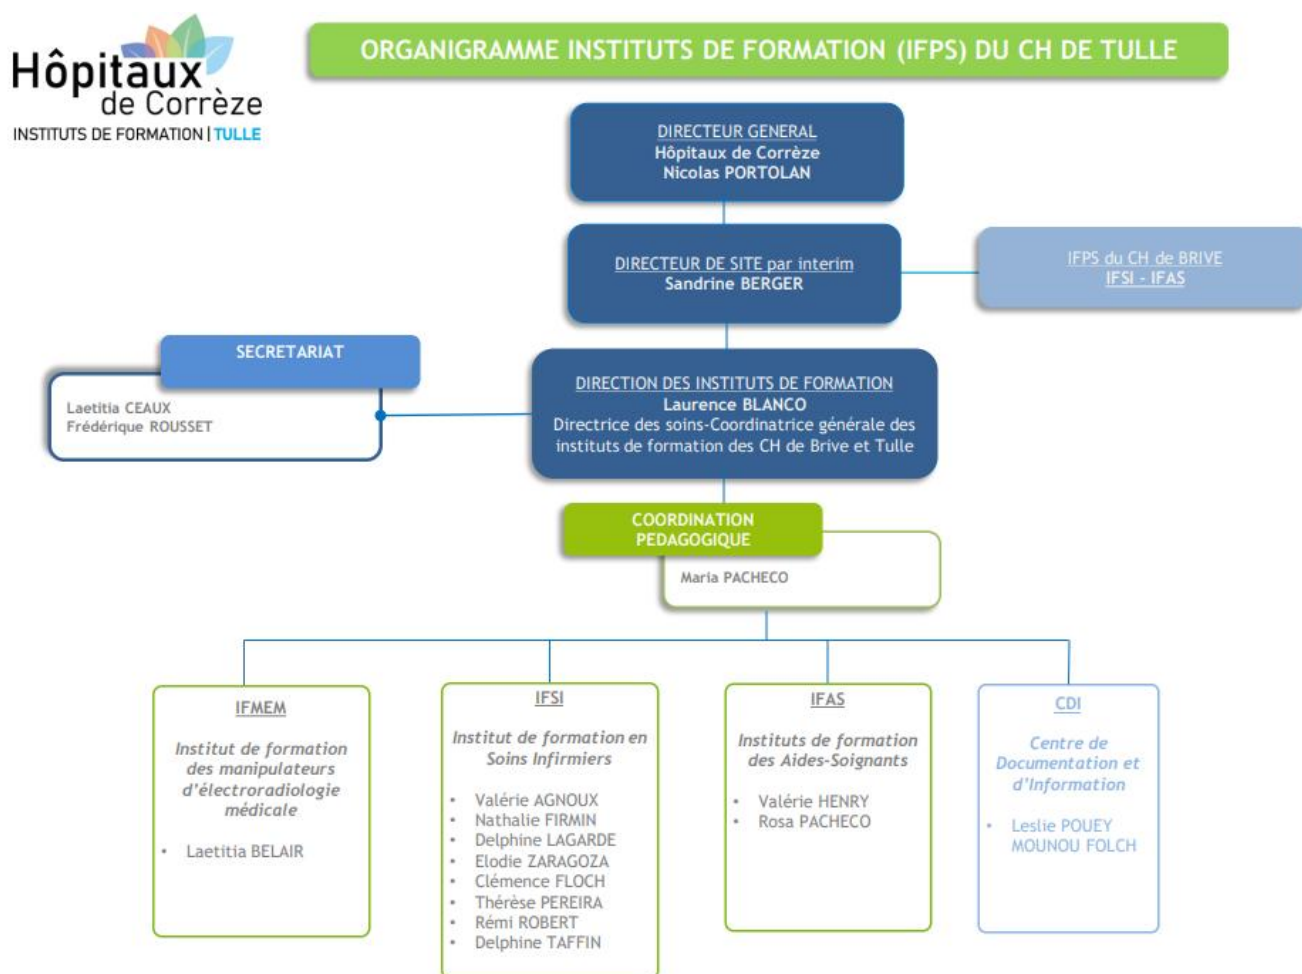 Hôpitaux
de Corrèze
INSTITUTS DE FORMATION | TULLE
ORGANIGRAMME INSTITUTS DE FORMATION (IFPS) DU CH DE TULLE
DIRECTEUR GENERAL
Hôpitaux de Corrèze
Nicolas PORTOLAN
DIRECTEUR DE SITE par interim
Sandrine BERGER
IFPS du CH de BRIVE
IFSI - IFAS
SECRETARIAT
Laetitia CEAUX
Frédérique ROUSSET
DIRECTION DES INSTITUTS DE FORMATION
Laurence BLANCO
Directrice des soins-Coordinatrice générale des
instituts de formation des CH de Brive et Tulle
COORDINATION
PEDAGOGIQUE
Maria PACHECO
IFMEM
Institut de formation
des manipulateurs
d'électroradiologie
médicale
• Laetitia BELAIR
IFSI
Institut de formation en
Soins Infirmiers
• Valérie AGNOUX
• Nathalie FIRMIN
• Delphine LAGARDE
• Elodie ZARAGOZA
• Clémence FLOCH
• Thérèse PEREIRA
• Rémi ROBERT
• Delphine TAFFIN
IFAS
Instituts de formation
des Aides-Soignants
• Valérie HENRY
• Rosa PACHECO
CDI
Centre de
Documentation et
d'Information
• Leslie POUEY
MOUNOU FOLCH